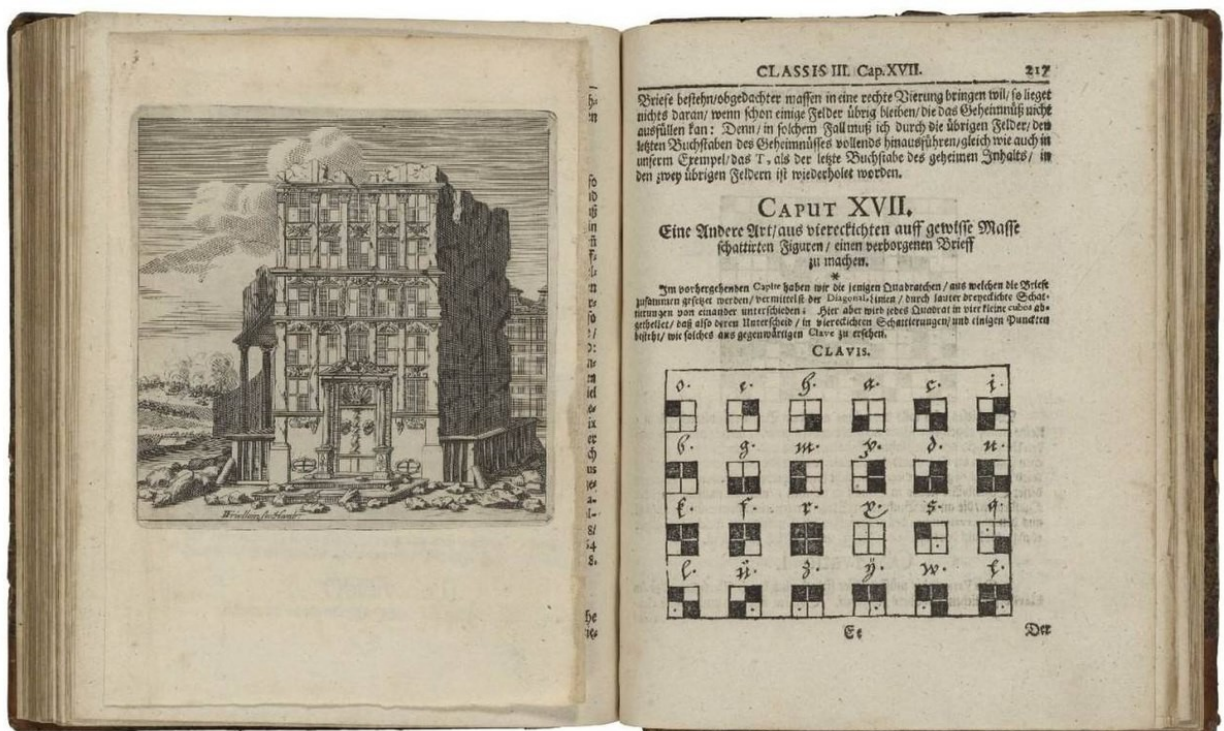 CLASSIS III. Cap. XVII. 217
Briefe bestehn/obgedachter massen in eine rechte Vierung bringen wil/ so lieget
nichts daran/ wenn schon einige Felder übrig bleiben/ die das Geheimnüß nicht
ausfüllen kan: Denn/ in solchem Fall muß ich durch die übrigen Felder/ den
letzten Buchstaben des Geheimnüsses vollends hinausführen/ gleich wie auch in
unserm Exempel/ das T, als der letzte Buchstabe des geheimen Inhalts/ in
den zwey übrigen Feldern ist wiederholet worden.
CAPUT XVII.
Eine Andere Art/ aus viereckichten auff gewisse Masse
schattirten Figuren/ einen verborgenen Brieff
zu machen.
*
Im vorhergehenden Capite haben wir die jenigen Quadratchen/ aus welchen die Briefe
zusammen gesetzet werden/ vermittelst der Diagonal-Linien/ durch lauter dreyeckichte Schat-
tirungen von einander unterschieden: Hier aber wird jedes Quadrat in vier kleine cubos ab-
getheilet/ daß also deren Unterscheid/ in viereckichten Schattierungen/ und einigen Puncten
besteht/ wie solches aus gegenwärtigen Clave zu ersehen.
CLAVIS.
o. e. h. a. c. i.
b. g. m. p. d. n.
k. f. r. x. s. q.
l. ü. z. ÿ. w. t.
Ee Der